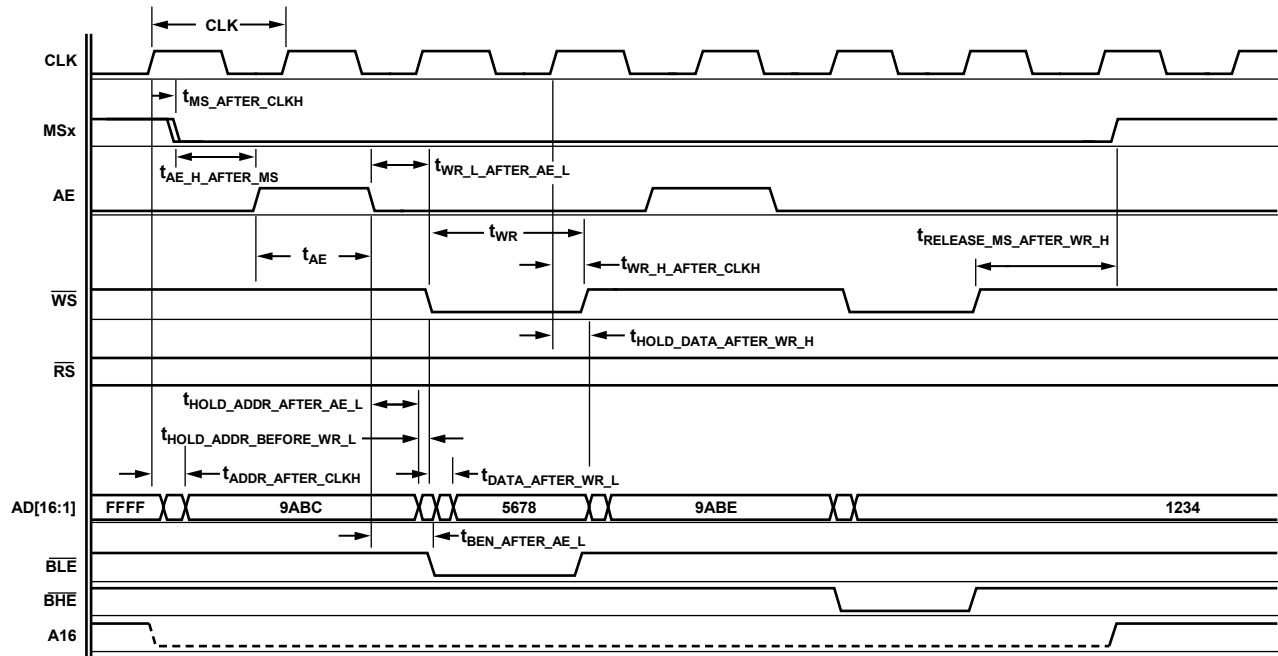 CLK
CLK
tMS_AFTER_CLKH
MSx
tAE_H_AFTER_MS
tWR_L_AFTER_AE_L
AE
tWR
tRELEASE_MS_AFTER_WR_H
tAE
tWR_H_AFTER_CLKH
WS
tHOLD_DATA_AFTER_WR_H
RS
tHOLD_ADDR_AFTER_AE_L
tHOLD_ADDR_BEFORE_WR_L
tADDR_AFTER_CLKH
tDATA_AFTER_WR_L
AD[16:1] FFFF 9ABC 5678 9ABE 1234
tBEN_AFTER_AE_L
BLE
BHE
A16